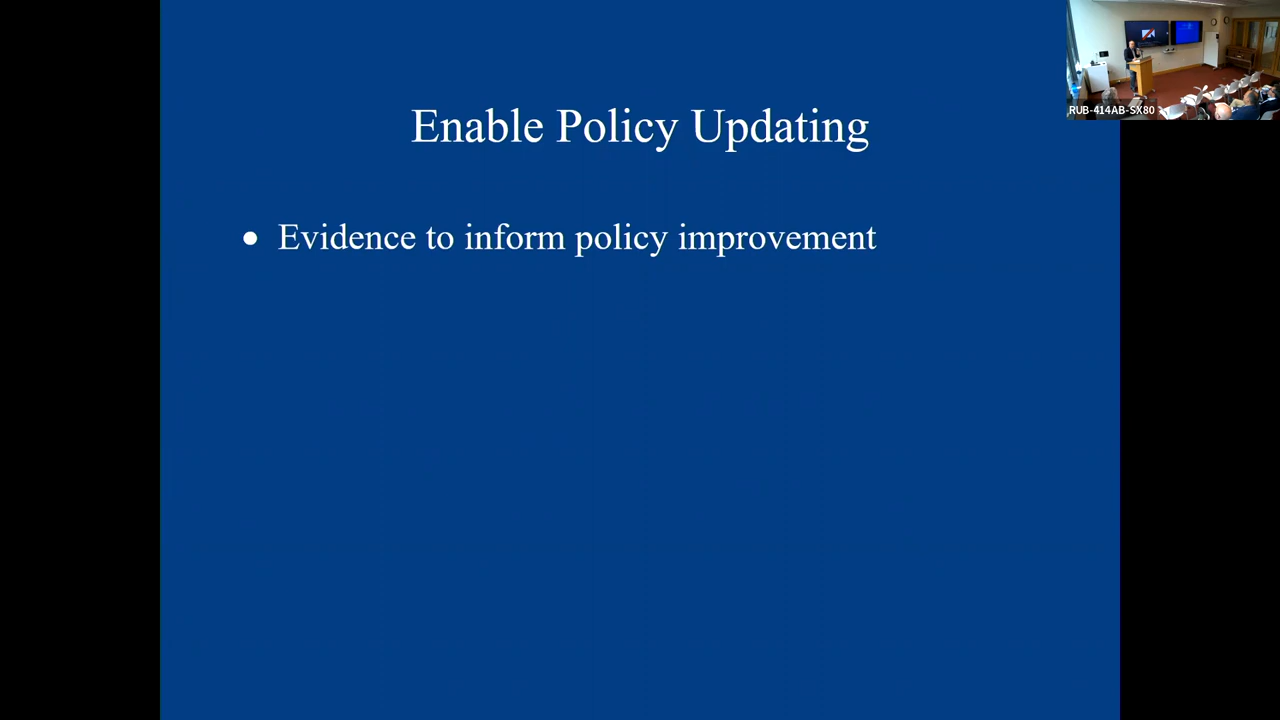 Enable Policy Updating
RUB-414AB-SX80
• Evidence to inform policy improvement